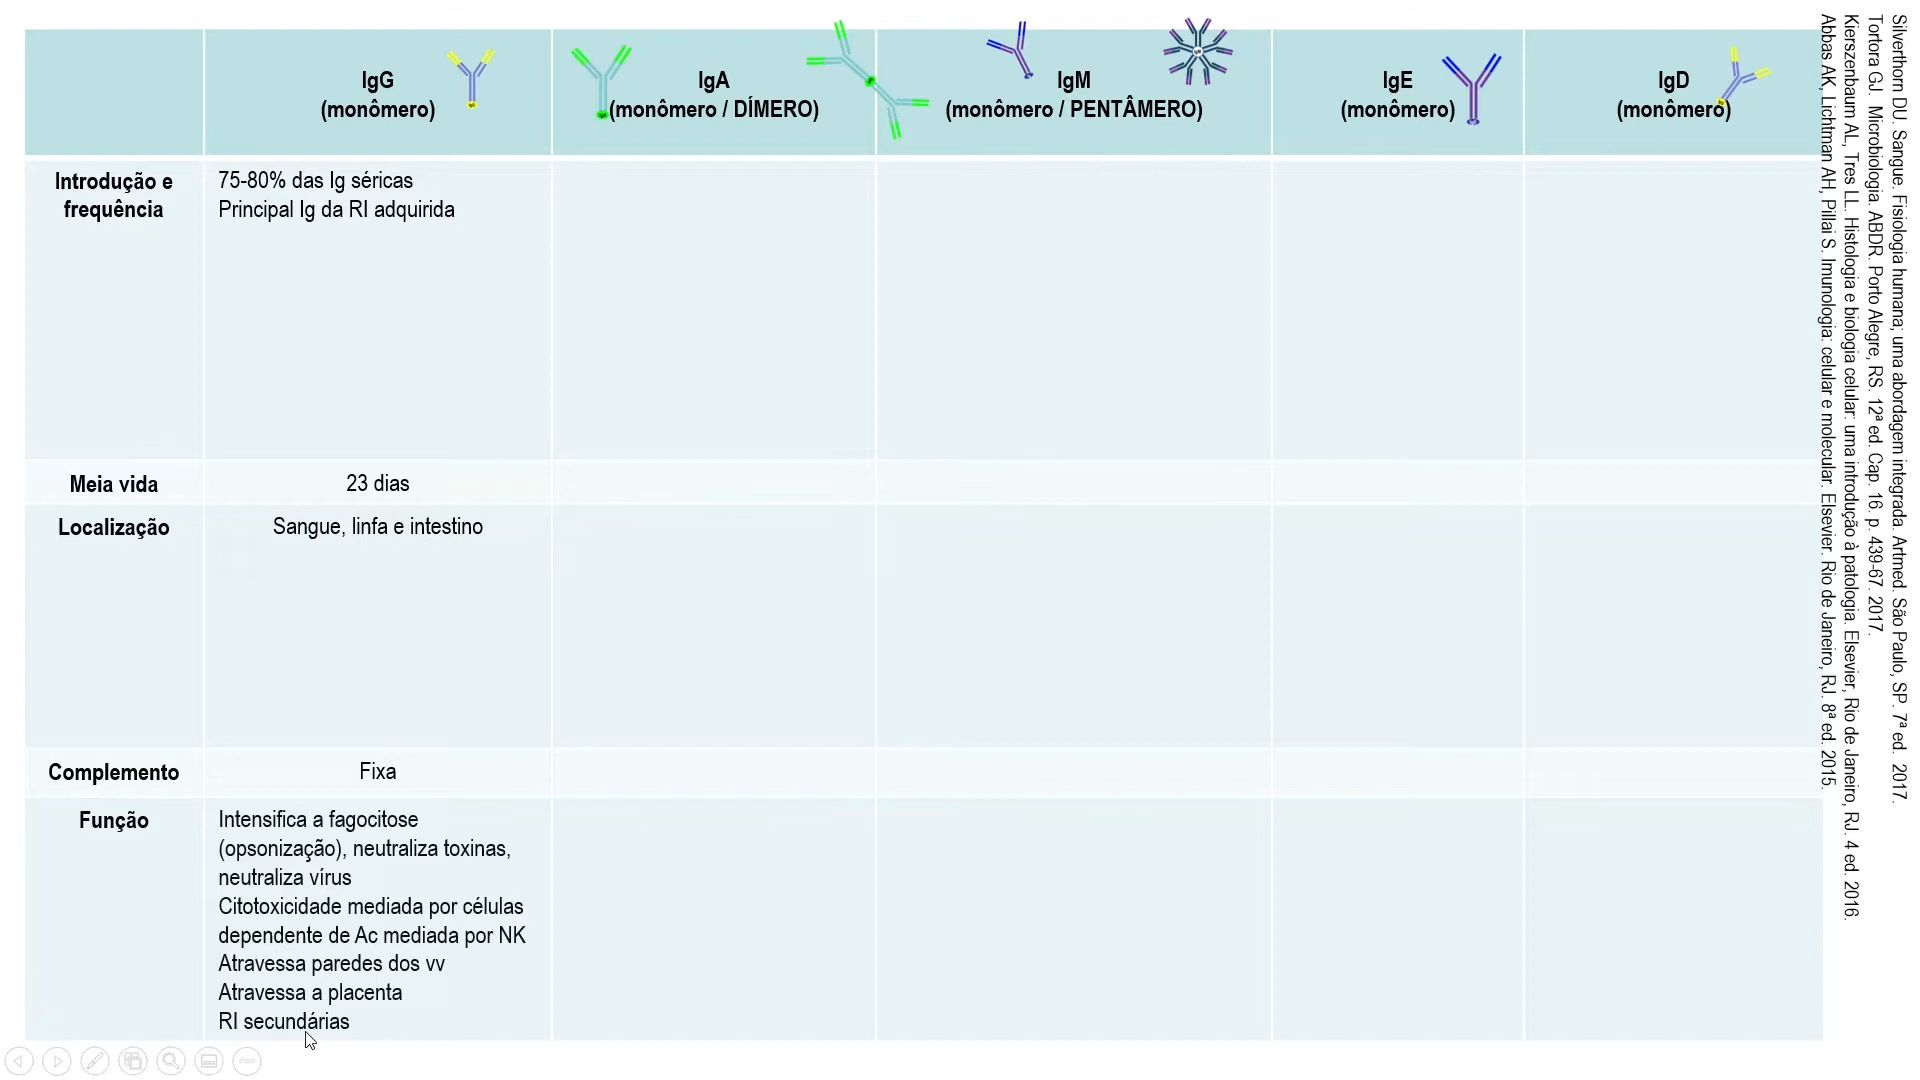 IgG
(monômero)
IgA
(monômero / DÍMERO)
IgM
(monômero / PENTÂMERO)
IgE
(monômero)
IgD
(monômero)
Introdução e
frequência
75-80% das Ig séricas
Principal Ig da RI adquirida
Meia vida
23 dias
Localização
Sangue, linfa e intestino
Complemento
Fixa
Função
Intensifica a fagocitose
(opsonização), neutraliza toxinas,
neutraliza vírus
Citotoxicidade mediada por células
dependente de Ac mediada por NK
Atravessa paredes dos vv
Atravessa a placenta
RI secundárias
Silverthorn DU. Sangue. Fisiologia humana; uma abordagem integrada. Artmed. São Paulo, SP. 7ª ed. 2017.
Tortora GJ. Microbiologia. ABDR. Porto Alegre, RS. 12ª ed. Cap. 16. p. 439-67. 2017.
Kierszenbaum AL, Tres LL. Histologia e biologia celular: uma introdução à patologia. Elsevier, Rio de Janeiro, RJ. 4 ed. 2016.
Abbas AK, Lichtman AH, Pillai S. Imunologia: celular e molecular. Elsevier. Rio de Janeiro, RJ. 8ª ed. 2015.